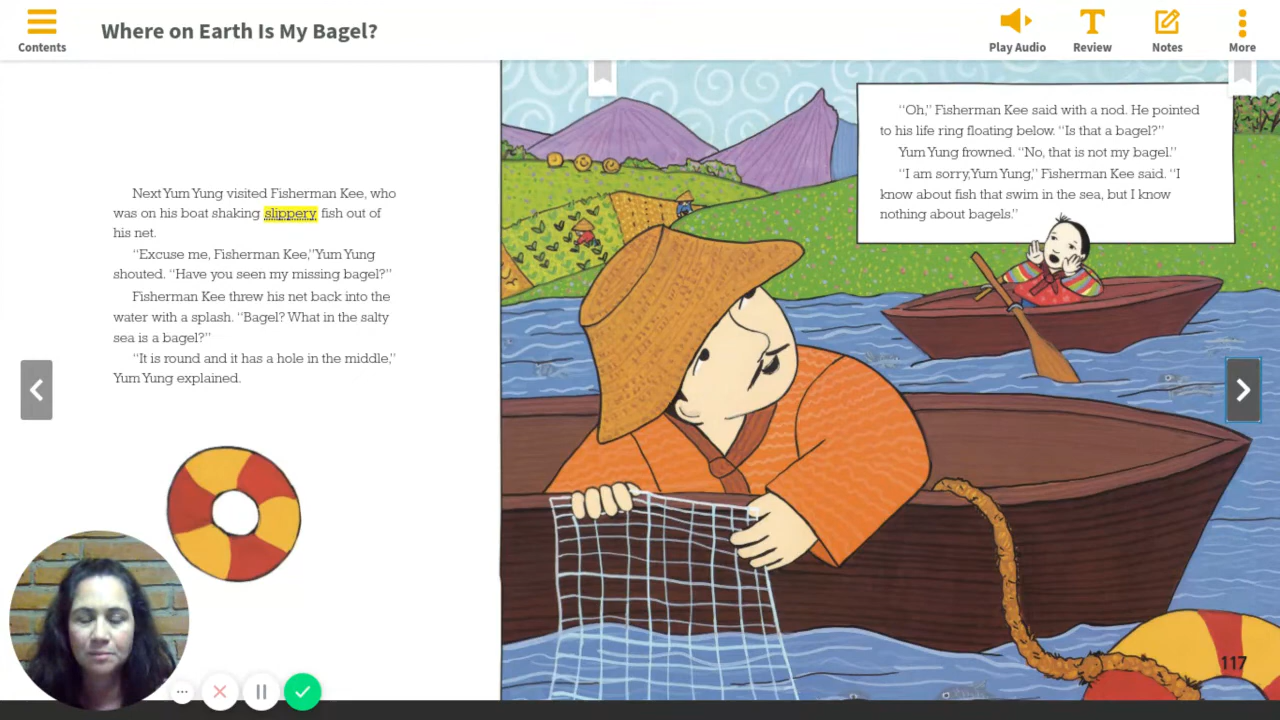 Contents
Where on Earth Is My Bagel?
Play Audio
Review
Notes
More
Next Yum Yung visited Fisherman Kee, who
was on his boat shaking slippery fish out of
his net.
“Excuse me, Fisherman Kee,” Yum Yung
shouted. “Have you seen my missing bagel?”
Fisherman Kee threw his net back into the
water with a splash. “Bagel? What in the salty
sea is a bagel?”
“It is round and it has a hole in the middle,”
Yum Yung explained.
“Oh,” Fisherman Kee said with a nod. He pointed
to his life ring floating below. “Is that a bagel?”
Yum Yung frowned. “No, that is not my bagel.”
“I am sorry, Yum Yung,” Fisherman Kee said. “I
know about fish that swim in the sea, but I know
nothing about bagels.”
117